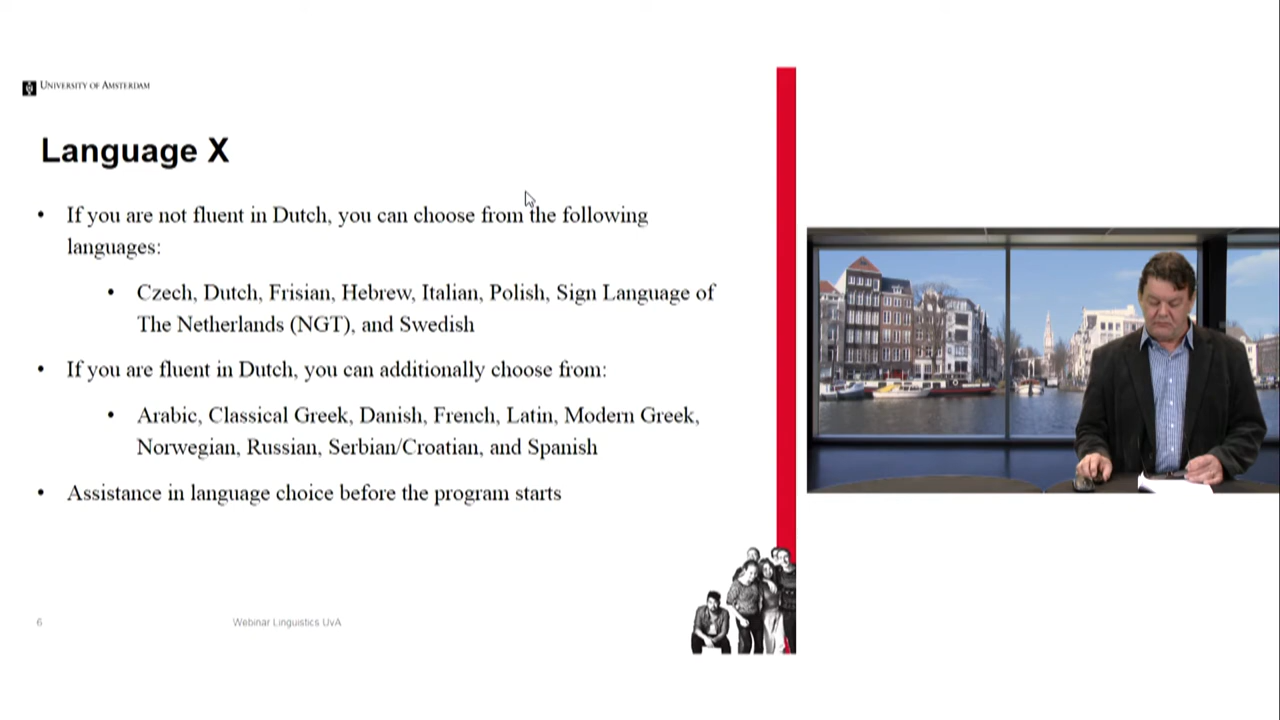 UNIVERSITY OF AMSTERDAM
Language X
• If you are not fluent in Dutch, you can choose from the following
languages:
• Czech, Dutch, Frisian, Hebrew, Italian, Polish, Sign Language of
The Netherlands (NGT), and Swedish
• If you are fluent in Dutch, you can additionally choose from:
• Arabic, Classical Greek, Danish, French, Latin, Modern Greek,
Norwegian, Russian, Serbian/Croatian, and Spanish
• Assistance in language choice before the program starts
6
Webinar Linguistics UvA